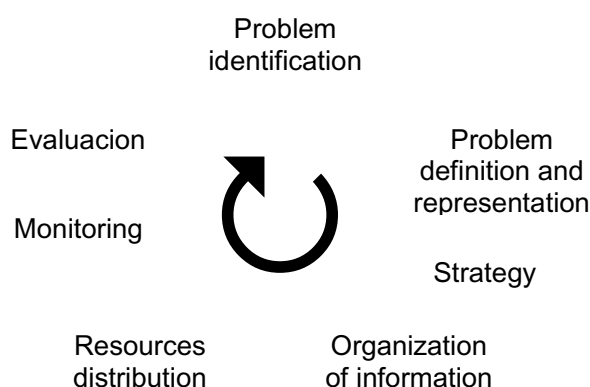 Problem
identification
Problem
definition and
representation
Strategy
Organization
of information
Resources
distribution
Monitoring
Evaluacion